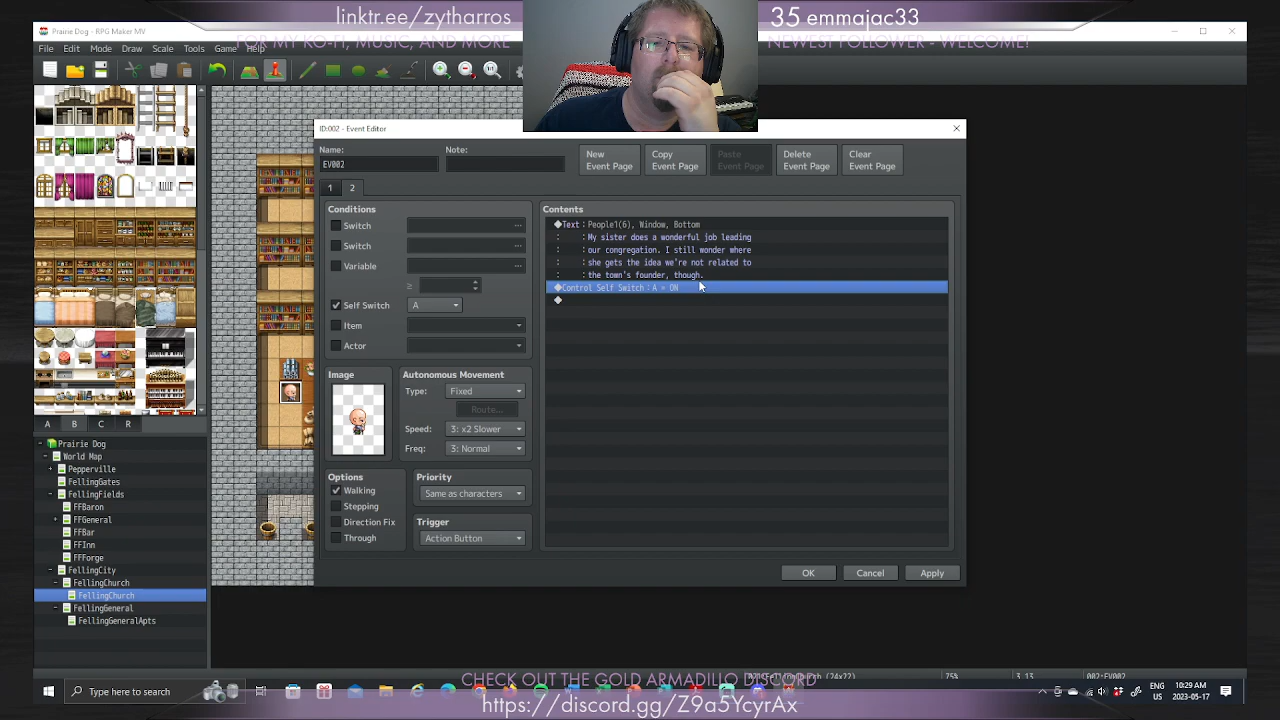 linktr.ee/zytharros
35 emmajac33
Prairie Dog - RPG Maker MV
FOR MY KO-FI, MUSIC, AND MORE
NEWEST FOLLOWER - WELCOME!
File Edit Mode Draw Scale Tools Game Help
ID:002 - Event Editor
Name:
Note:
EV002
New Event Page
Copy Event Page
Paste Event Page
Delete Event Page
Clear Event Page
1 2
Conditions
Switch
Switch
Variable
≥
Self Switch A
Item
Actor
Contents
◆Text : People1(6), Window, Bottom
: : My sister does a wonderful job leading
: : our congregation. I still wonder where
: : she gets the idea we're not related to
: : the town's founder, though.
◆Control Self Switch : A = ON
◆
Image
Autonomous Movement
Type: Fixed
Route...
Speed: 3: x2 Slower
Freq: 3: Normal
Options
Walking
Stepping
Direction Fix
Through
Priority
Same as characters
Trigger
Action Button
OK Cancel Apply
A B C R
Prairie Dog
World Map
Pepperville
FellingGates
FellingFields
FFBaron
FFGeneral
FFBar
FFInn
FFForge
FellingCity
FellingChurch
FellingChurch
FellingGeneral
FellingGeneralApts
CHECK OUT THE GOLD ARMADILLO DISCORD
75%
3,13
002:EV002
https://discord.gg/Z9a5YcyrAx
Type here to search
ENG
US
10:29 AM
2023-05-17